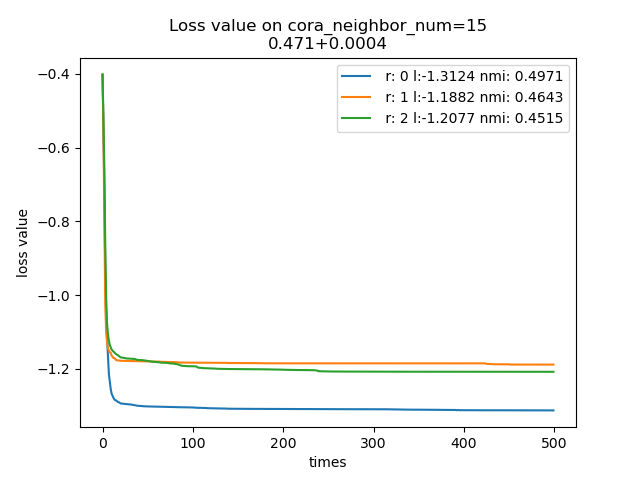 Loss value on cora_neighbor_num=15
0.471+0.0004
r: 0 l:-1.3124 nmi: 0.4971
r: 1 l:-1.1882 nmi: 0.4643
r: 2 l:-1.2077 nmi: 0.4515
loss value
−0.4
−0.6
−0.8
−1.0
−1.2
0 100 200 300 400 500
times